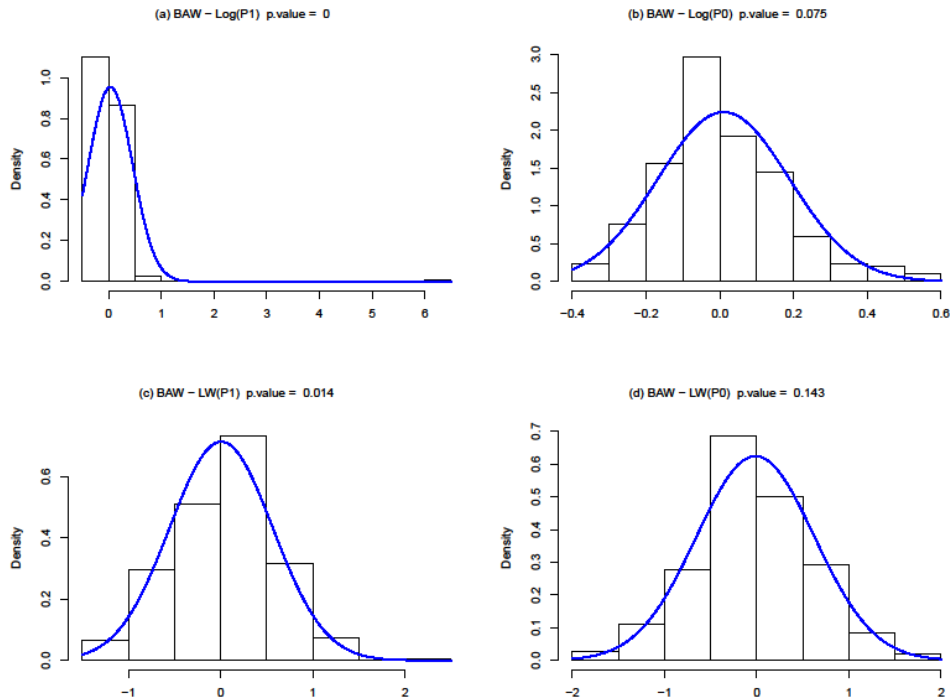 (a) BAW − Log(P1) p.value = 0
Density
0.0 0.2 0.4 0.6 0.8 1.0
0 1 2 3 4 5 6
(b) BAW − Log(P0) p.value = 0.075
Density
0.0 0.5 1.0 1.5 2.0 2.5 3.0
−0.4 −0.2 0.0 0.2 0.4 0.6
(c) BAW − LW(P1) p.value = 0.014
Density
0.0 0.2 0.4 0.6
−1 0 1 2
(d) BAW − LW(P0) p.value = 0.143
Density
0.0 0.1 0.2 0.3 0.4 0.5 0.6 0.7
−2 −1 0 1 2